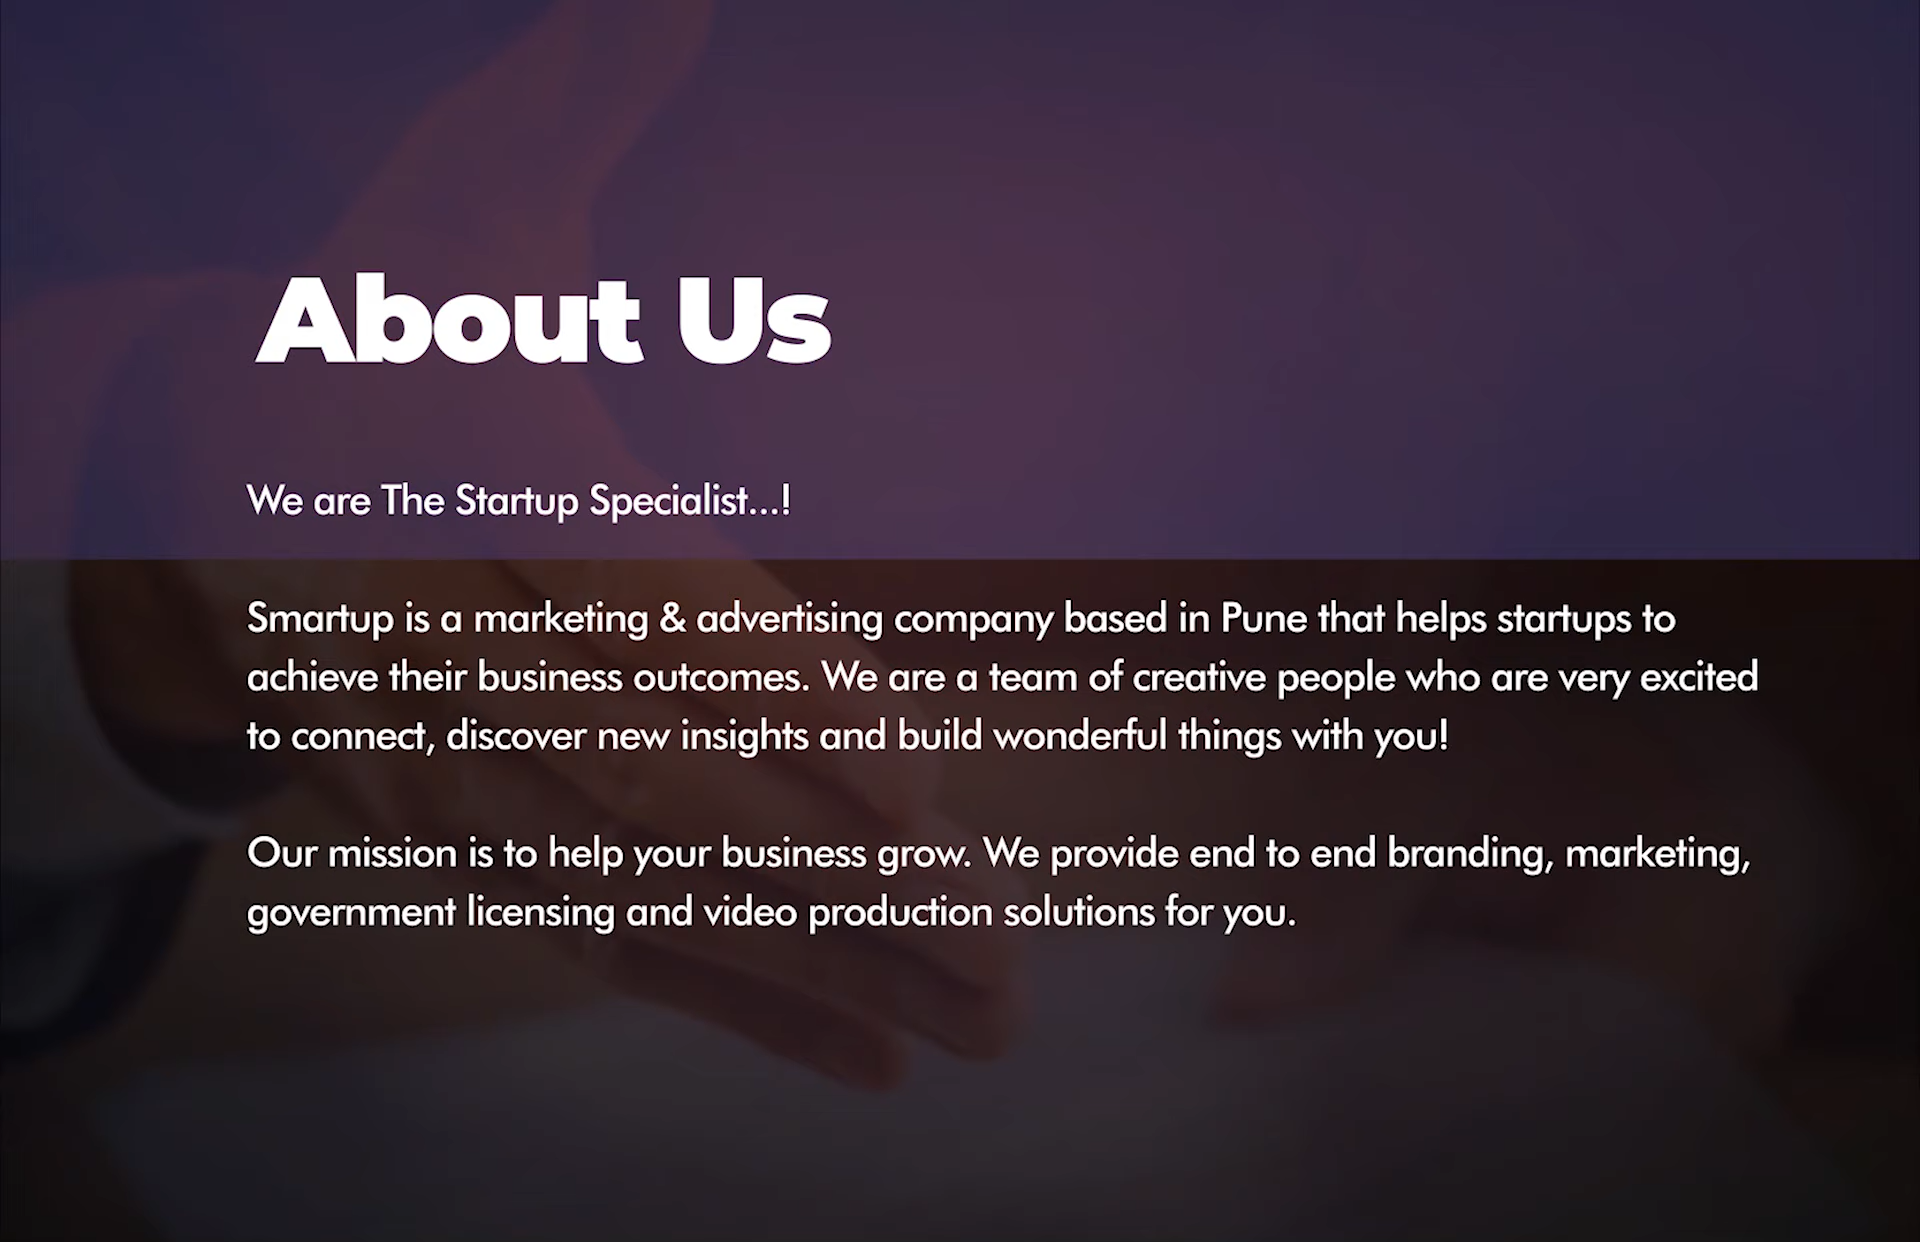 About Us
We are The Startup Specialist...!
Smartup is a marketing & advertising company based in Pune that helps startups to
achieve their business outcomes. We are a team of creative people who are very excited
to connect, discover new insights and build wonderful things with you!
Our mission is to help your business grow. We provide end to end branding, marketing,
government licensing and video production solutions for you.